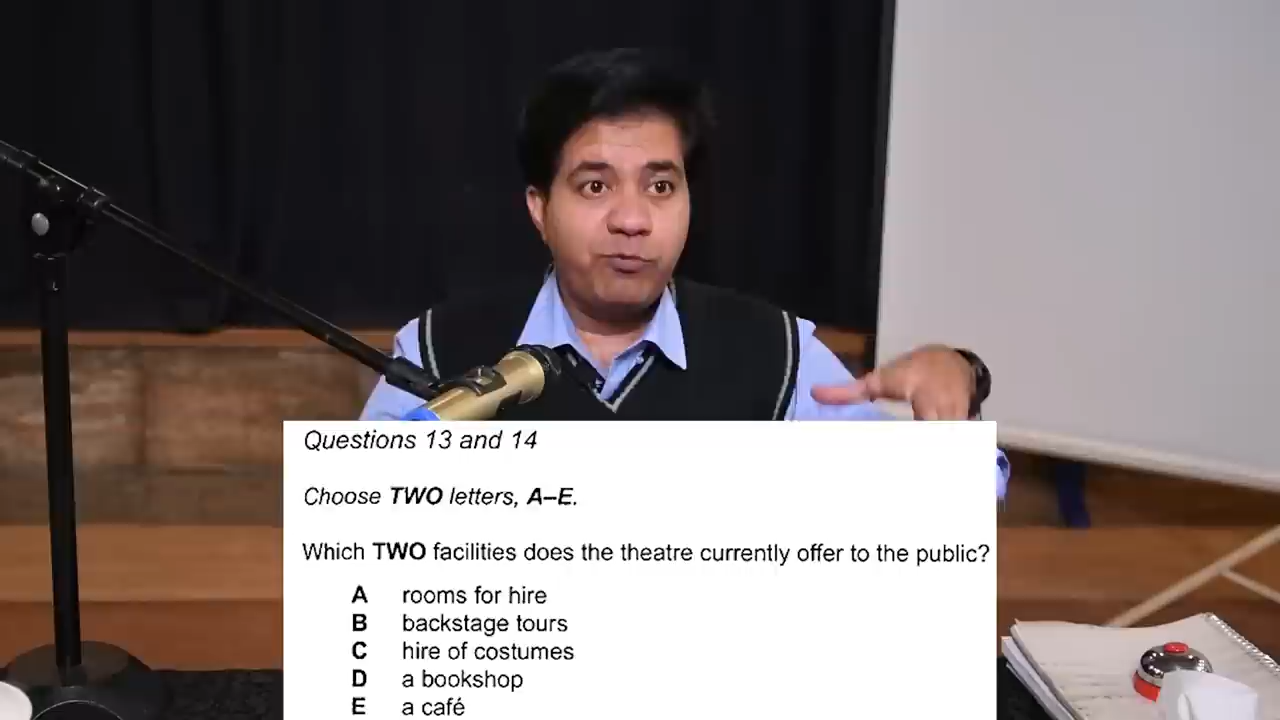 Questions 13 and 14
Choose TWO letters, A–E.
Which TWO facilities does the theatre currently offer to the public?
A rooms for hire
B backstage tours
C hire of costumes
D a bookshop
E a café